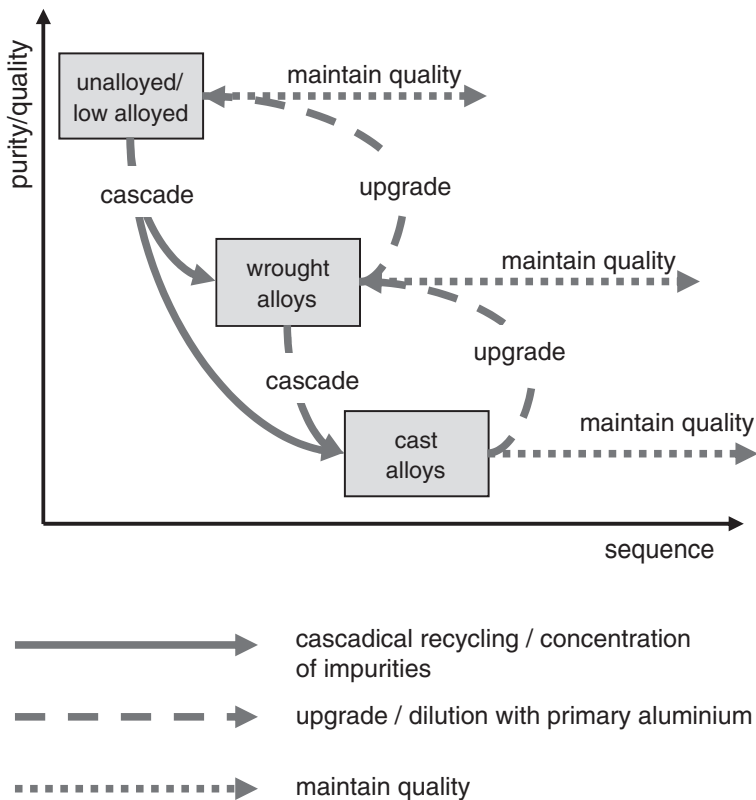 purity/quality
unalloyed/
low alloyed
maintain quality
cascade
upgrade
wrought
alloys
maintain quality
cascade
upgrade
cast
alloys
maintain quality
sequence
cascadical recycling / concentration
of impurities
upgrade / dilution with primary aluminium
maintain quality